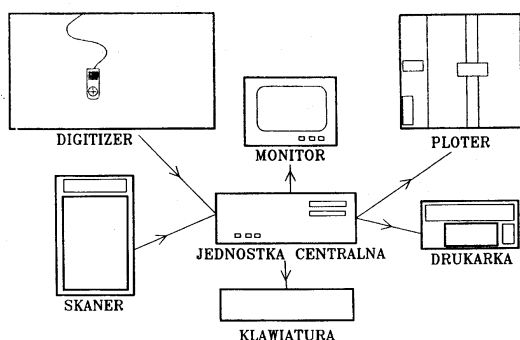 DIGITIZER
MONITOR
PLOTER
JEDNOSTKA CENTRALNA
SKANER
DRUKARKA
KLAWIATURA